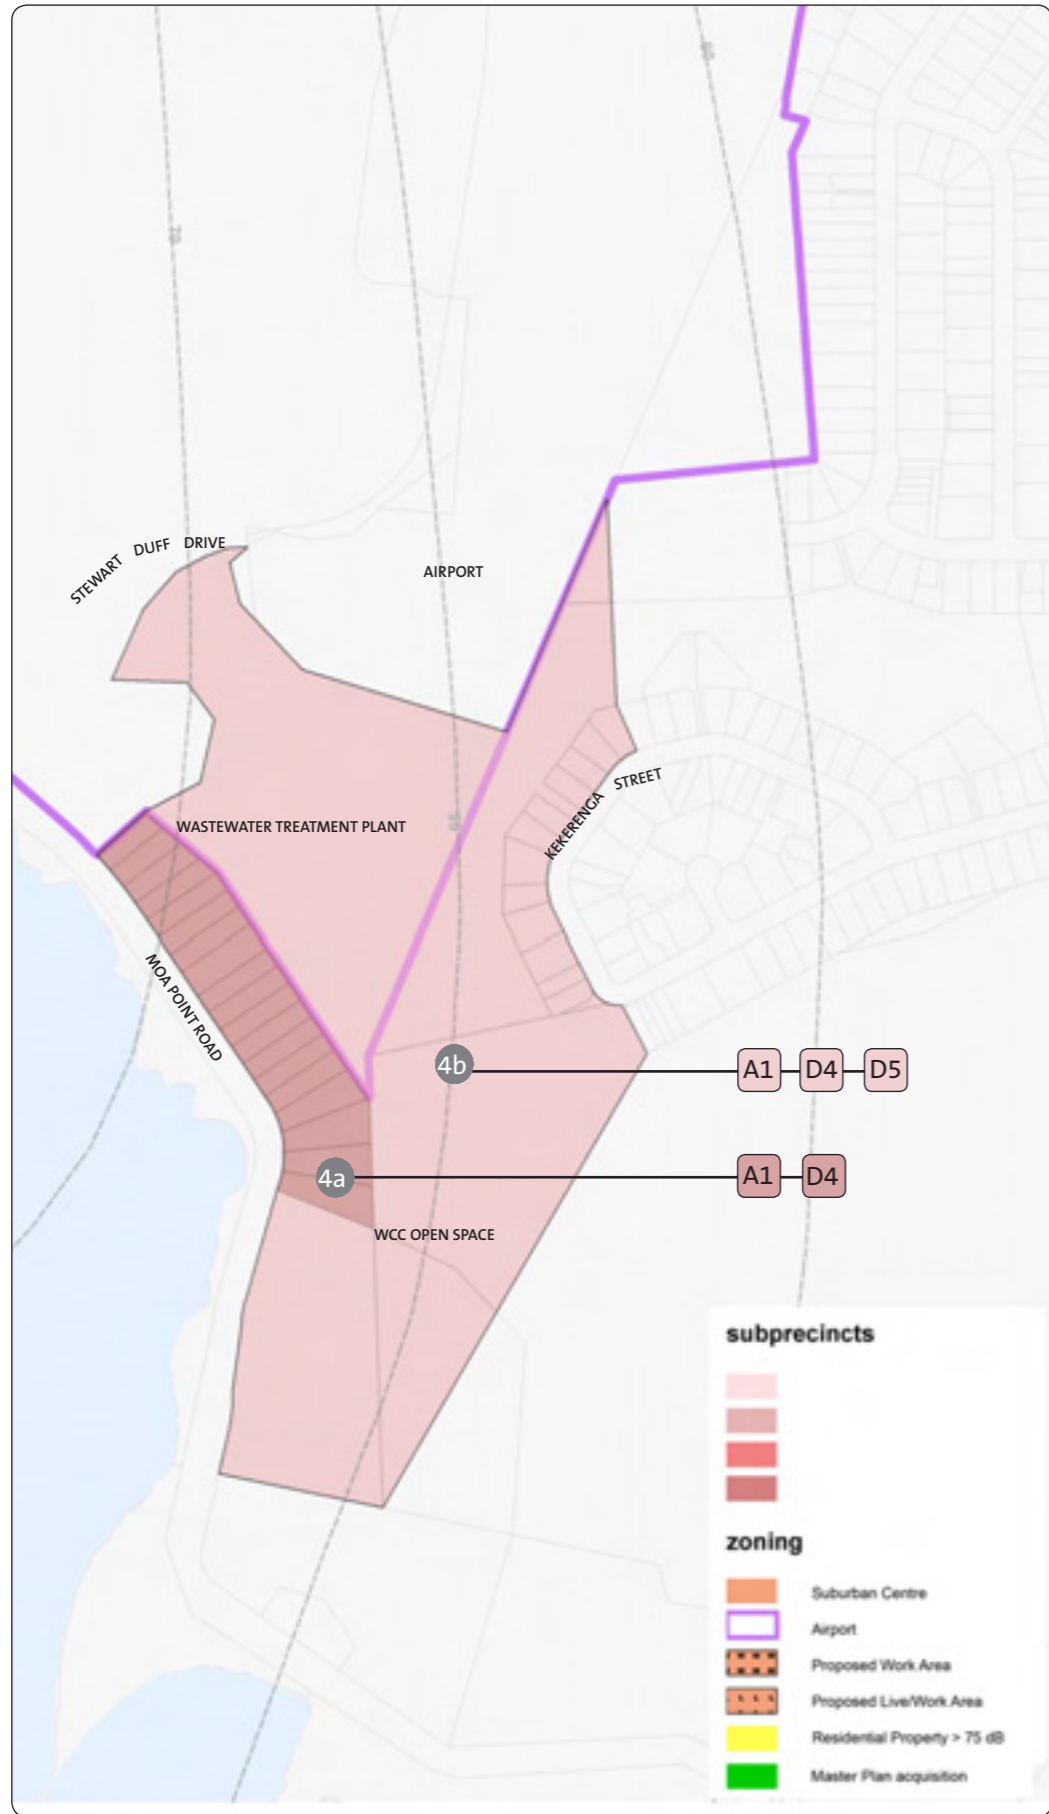 STEWART DUFF DRIVE
AIRPORT
WASTEWATER TREATMENT PLANT
KEKERENGA STREET
MOA POINT ROAD
4b
A1
D4
D5
4a
A1
D4
WCC OPEN SPACE
subprecincts
zoning
Suburban Centre
Airport
Proposed Work Area
Proposed Live/Work Area
Residential Property > 75 dB
Master Plan acquisition